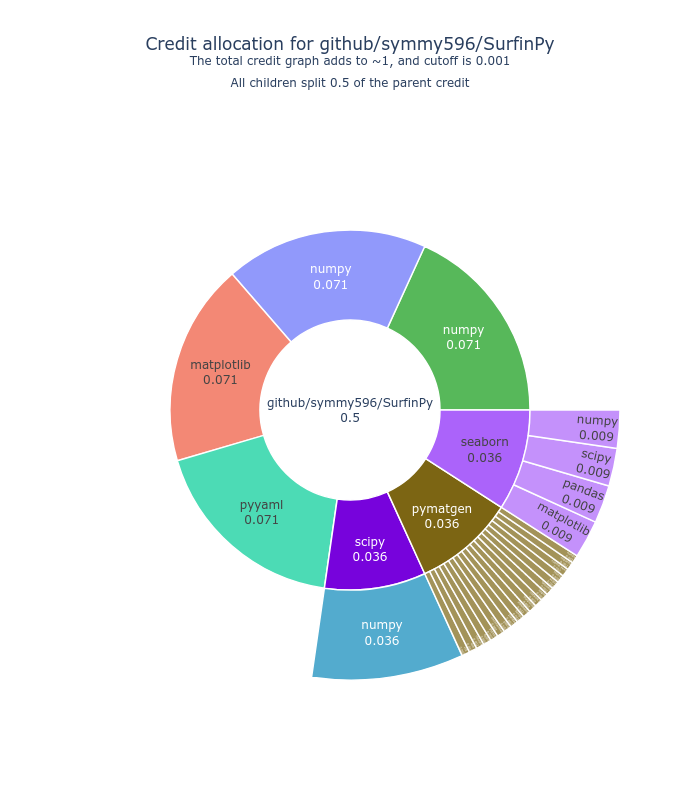 Credit allocation for github/symmy596/SurfinPy
The total credit graph adds to ~1, and cutoff is 0.001
All children split 0.5 of the parent credit
numpy
0.071
numpy
0.071
matplotlib
0.071
github/symmy596/SurfinPy
0.5
pyyaml
0.071
scipy
0.036
pymatgen
0.036
seaborn
0.036
numpy
0.009
scipy
0.009
pandas
0.009
matplotlib
0.009
numpy
0.036